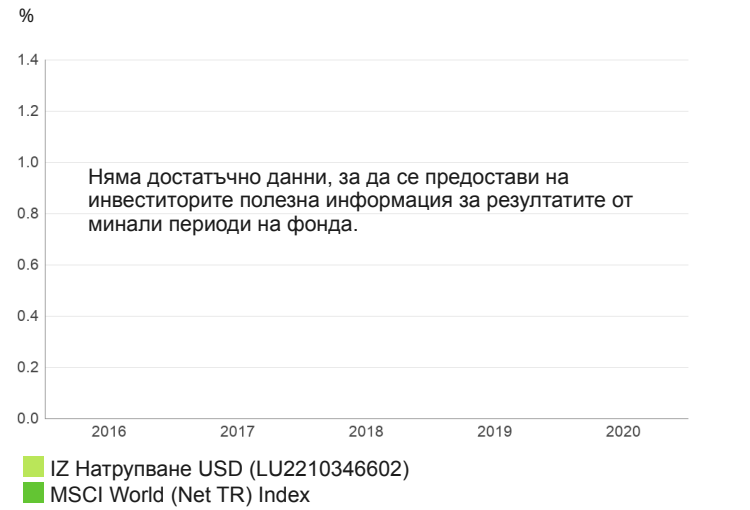 %
1.4
1.2
1.0
Няма достатъчно данни, за да се предостави на
инвеститорите полезна информация за резултатите от
0.8
минали периоди на фонда.
0.6
0.4
0.2
0.0
2016 2017 2018 2019 2020
IZ Натрупване USD (LU2210346602)
MSCI World (Net TR) Index